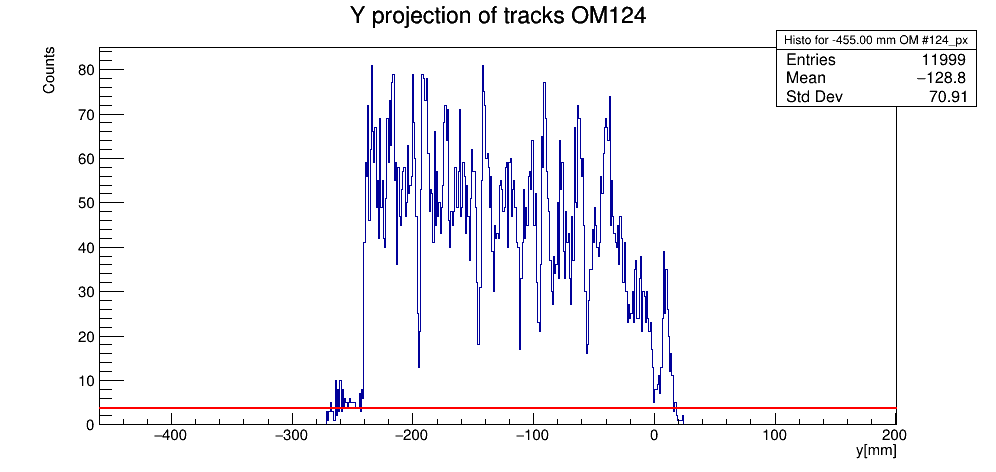 Y projection of tracks OM124
Histo for -455.00 mm OM #124_px
Entries 11999
Mean −128.8
Std Dev 70.91
Counts
80
70
60
50
40
30
20
10
0
−400 −300 −200 −100 0 100 200
y[mm]